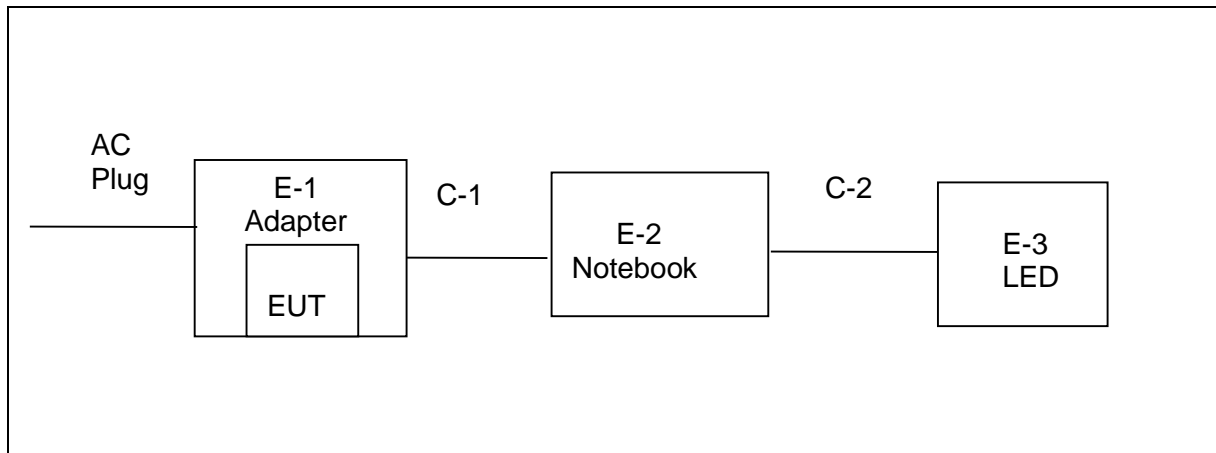 AC
Plug
E-1
Adapter
EUT
C-1
E-2
Notebook
C-2
E-3
LED